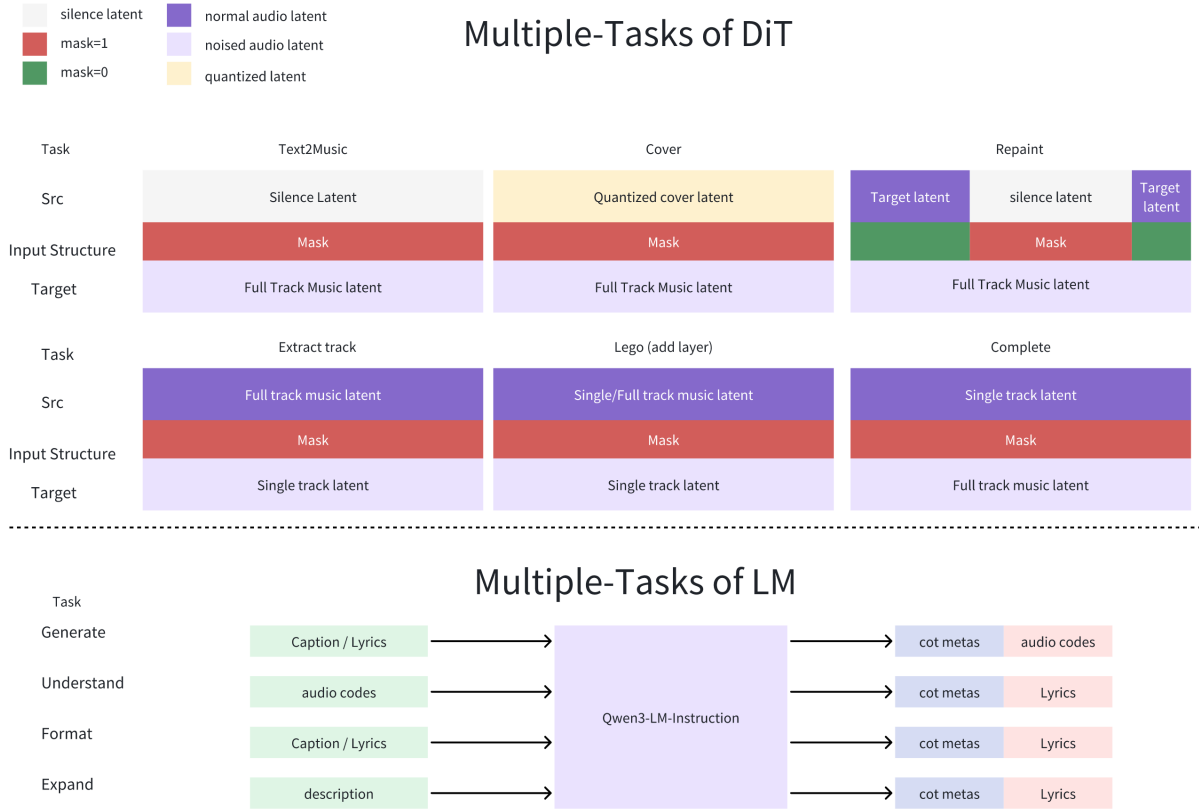 silence latent
normal audio latent
mask=1
noised audio latent
mask=0
quantized latent
Multiple-Tasks of DiT
Task
Text2Music
Cover
Repaint
Src
Silence Latent
Quantized cover latent
Target latent
silence latent
Target
latent
Input Structure
Mask
Mask
Mask
Target
Full Track Music latent
Full Track Music latent
Full Track Music latent
Task
Extract track
Lego (add layer)
Complete
Src
Full track music latent
Single/Full track music latent
Single track latent
Input Structure
Mask
Mask
Mask
Target
Single track latent
Single track latent
Full track music latent
Multiple-Tasks of LM
Task
Generate
Caption / Lyrics
cot metas
audio codes
Understand
audio codes
cot metas
Lyrics
Qwen3-LM-Instruction
Format
Caption / Lyrics
cot metas
Lyrics
Expand
description
cot metas
Lyrics